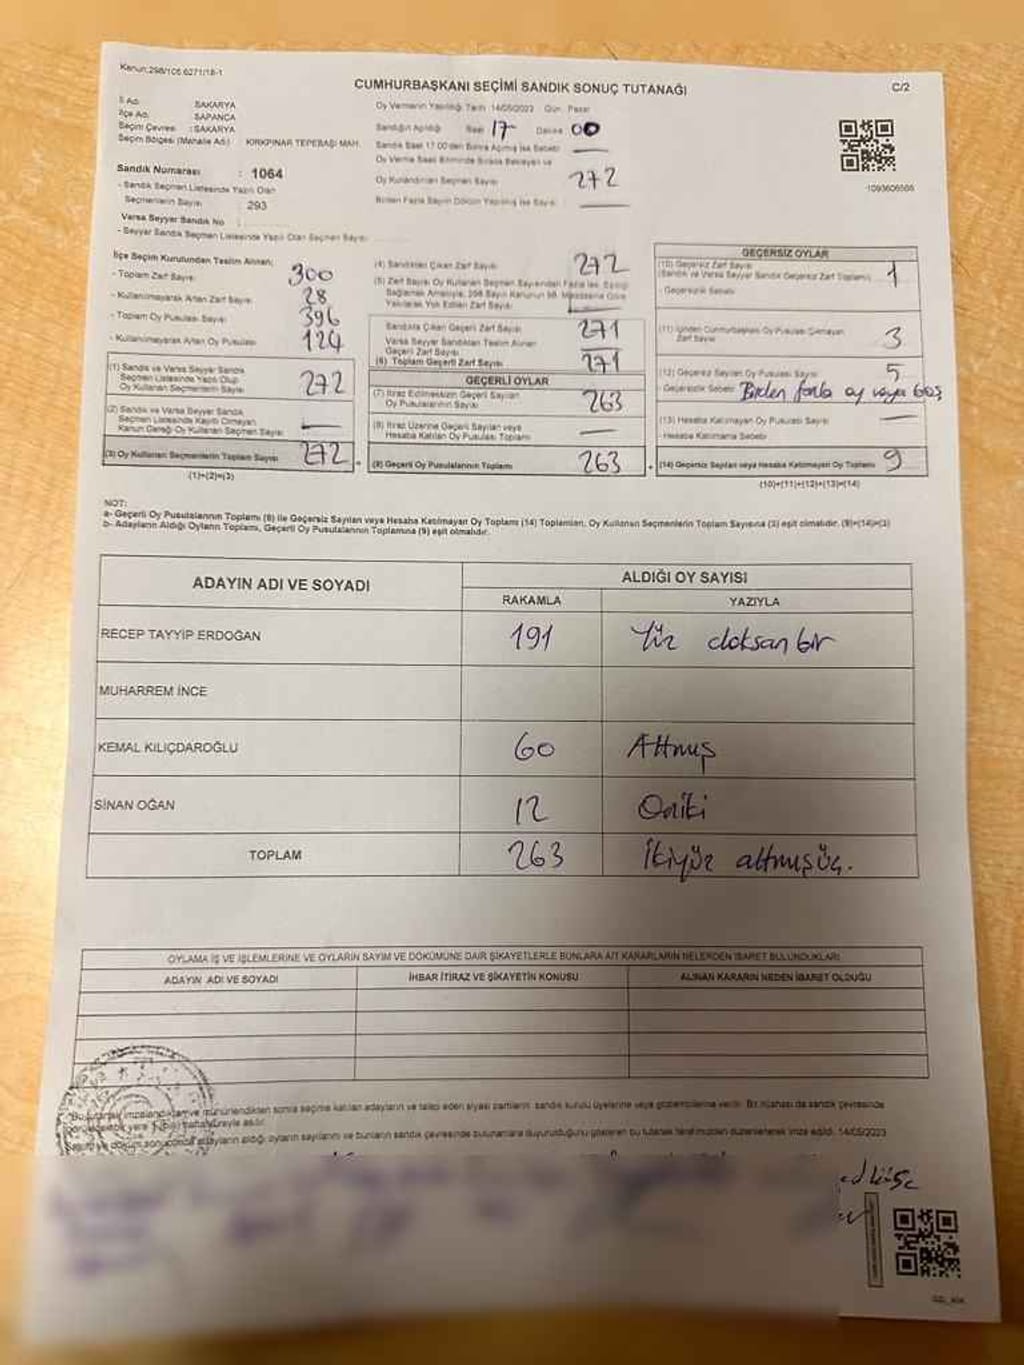 Kanun:298/106 6271/18-1
CUMHURBAŞKANI SEÇİMİ SANDIK SONUÇ TUTANAĞI
C/2
İl Adı: SAKARYA
İlçe Adı: SAPANCA
Seçim Çevresi :SAKARYA
Seçim Bölgesi (Mahalle Adı): KIRKPINAR TEPEBAŞI MAH.
Sandık Numarası : 1064
- Sandık Seçmen Listesinde Yazılı Olan
Seçmenlerin Sayısı : 293
Varsa Seyyar Sandık No :
- Seyyar Sandık Seçmen Listesinde Yazılı Olan Seçmen Sayısı
Oy Vermenin Yapıldığı Tarih 14/05/2023 Gün: Pazar
Sandığın Açıldığı Saat 17 Dakika 00
Sandık Saat 17.00'den Sonra Açılmış İse Sebebi —
Oy Verme Saati Bitiminde Sırada Bekleyen ve
Oy Kullandırılan Seçmen Sayısı 272
Birden Fazla Sayım Döküm Yapılmış İse Sayısı —
1093606566
İlçe Seçim Kurulundan Teslim Alınan;
- Toplam Zarf Sayısı 300
- Kullanılmayarak Artan Zarf Sayısı 28
- Toplam Oy Pusulası Sayısı 396
- Kullanılmayarak Artan Oy Pusulası 124
(1) Sandık ve Varsa Seyyar Sandık
Seçmen Listesinde Yazılı Olup
Oy Kullanan Seçmenlerin Sayısı 272
(2) Sandık ve Varsa Seyyar Sandık
Seçmen Listesinde Kayıtlı Olmayan
Kanun Gereği Oy Kullanan Seçmen Sayısı —
(3) Oy Kullanan Seçmenlerin Toplam Sayısı 272
(1)+(2)=(3)
(4) Sandıktan Çıkan Zarf Sayısı 272
(5) Zarf Sayısı Oy Kullanan Seçmen Sayısından Fazla İse, Eşitliği
Sağlamak Amacıyla, 298 Sayılı Kanunun 98. Maddesine Göre
Yakılarak Yok Edilen Zarf Sayısı —
Sandıkta Çıkan Geçerli Zarf Sayısı 271
Varsa Seyyar Sandıktan Teslim Alınan
Geçerli Zarf Sayısı —
(6) Toplam Geçerli Zarf Sayısı 271
GEÇERLİ OYLAR
(7) İtiraz Edilmeksizin Geçerli Sayılan
Oy Pusulalarının Sayısı 263
(8) İtiraz Üzerine Geçerli Sayılan veya
Hesaba Katılan Oy Pusulası Toplamı —
(9) Geçerli Oy Pusulalarının Toplamı 263
GEÇERSİZ OYLAR
(10) Geçersiz Zarf Sayısı
(Sandık ve Varsa Seyyar Sandık Geçersiz Zarf Toplamı) 1
- Geçersizlik Sebebi:
(11) İçinden Cumhurbaşkanı Oy Pusulası Çıkmayan
Zarf Sayısı 3
(12) Geçersiz Sayılan Oy Pusulası Sayısı 5
- Geçersizlik Sebebi: Birden fazla oy veya boş
(13) Hesaba Katılmayan Oy Pusulası Sayısı —
- Hesaba Katılmama Sebebi
(14) Geçersiz Sayılan veya Hesaba Katılmayan Oy Toplamı 9
(10)+(11)+(12)+(13)=(14)
NOT:
a- Geçerli Oy Pusulalarının Toplamı (9) ile Geçersiz Sayılan veya Hesaba Katılmayan Oy Toplamı (14) Toplamları, Oy Kullanan Seçmenlerin Toplam Sayısına (3) eşit olmalıdır. (9)+(14)=(3)
b- Adayların Aldığı Oyların Toplamı, Geçerli Oy Pusulalarının Toplamına (9) eşit olmalıdır.
ADAYIN ADI VE SOYADI
ALDIĞI OY SAYISI
RAKAMLA YAZIYLA
RECEP TAYYİP ERDOĞAN 191 Yüz doksan bir
MUHARREM İNCE
KEMAL KILIÇDAROĞLU 60 Altmış
SİNAN OĞAN 12 Oniki
TOPLAM 263 İkiyüz altmışüç.
OYLAMA İŞ VE İŞLEMLERİNE VE OYLARIN SAYIM VE DÖKÜMÜNE DAİR ŞİKAYETLERLE BUNLARA AİT KARARLARIN NELERDEN İBARET BULUNDUKLARI
ADAYIN ADI VE SOYADI İHBAR İTİRAZ VE ŞİKAYETİN KONUSU ALINAN KARARIN NEDEN İBARET OLDUĞU
Bu tutanak imzalandıktan ve mühürlendikten sonra seçime katılan adayların ve talep eden siyasi partilerin sandık kurulu üyelerine veya gözlemcilerine verilir. Bir nüshası da sandık çevresinde
adayların aldığı oyların sayılarını ve bunların sandık çevresinde bulunanlara duyurulduğunu gösteren bu tutanak tarafımızdan düzenlenerek imza edildi. 14/05/2023